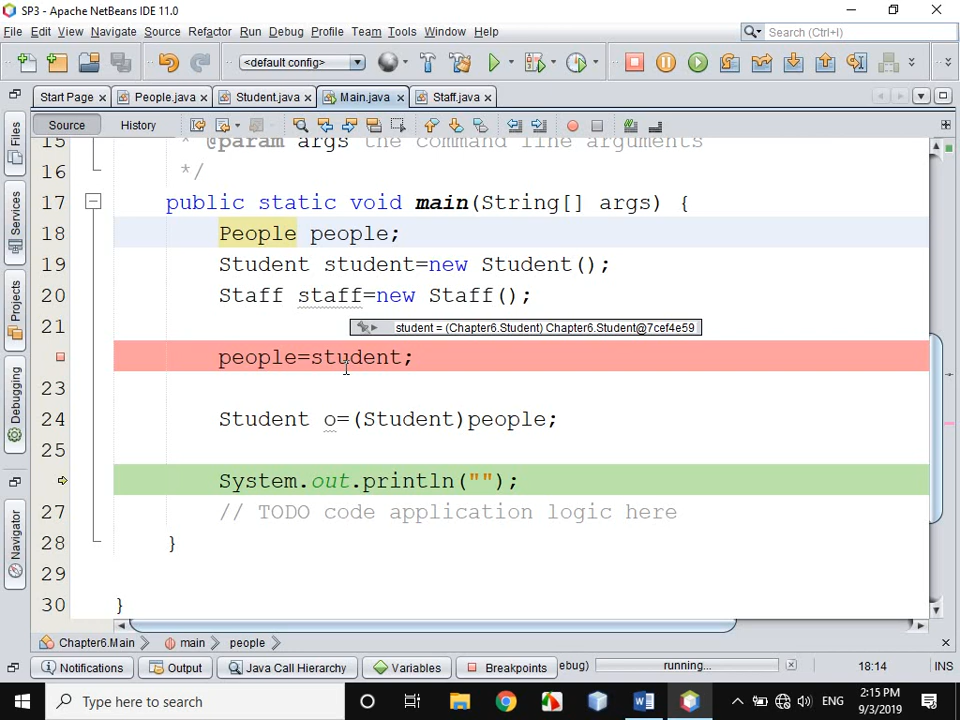 SP3 - Apache NetBeans IDE 11.0
File Edit View Navigate Source Refactor Run Debug Profile Team Tools Window Help
Search (Ctrl+I)
<default config>
Start Page People.java Student.java Main.java Staff.java
Source History
Files
Services
Projects
Debugging
Navigator
15 * @param args the command line arguments
16 */
17 public static void main(String[] args) {
18 People people;
19 Student student=new Student();
20 Staff staff=new Staff();
21
student = (Chapter6.Student) Chapter6.Student@7cef4e59
people=student;
23
24 Student o=(Student)people;
25
System.out.println("");
27 // TODO code application logic here
28 }
29
30 }
Chapter6.Main main people
Notifications Output Java Call Hierarchy Variables Breakpoints ebug) running... 18:14 INS
Type here to search
ENG
2:15 PM
9/3/2019